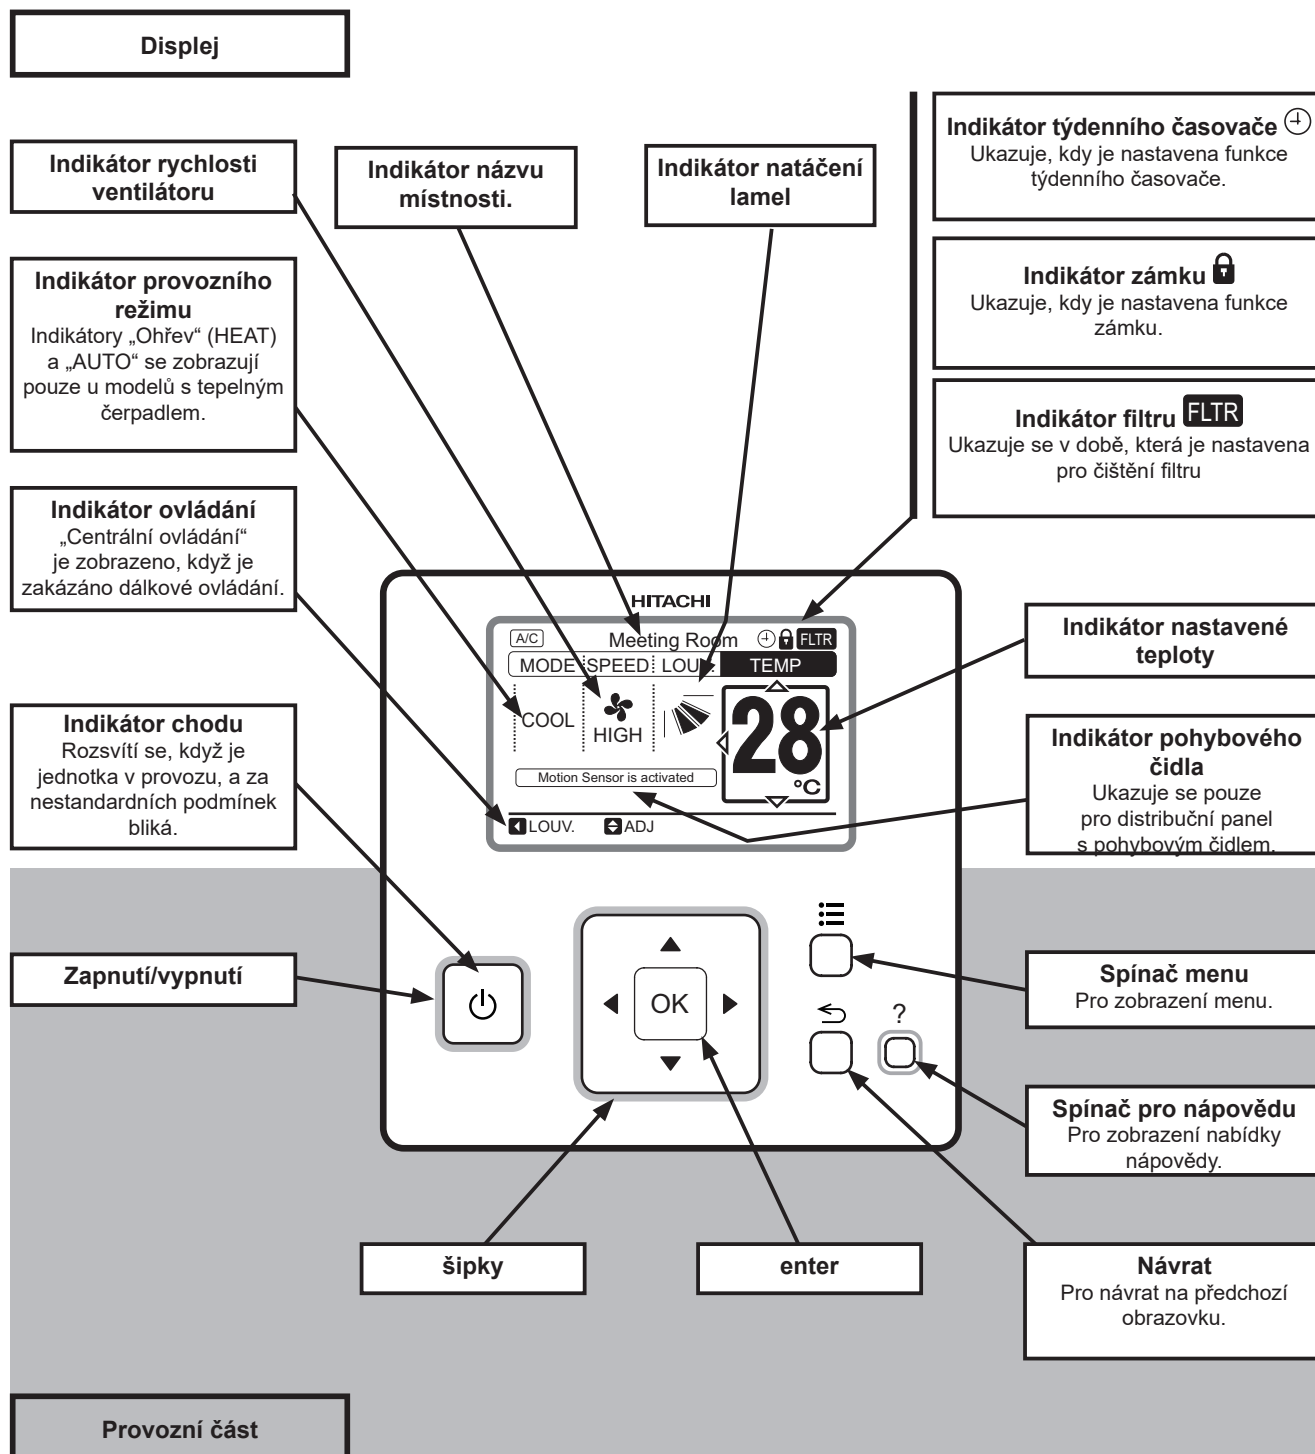 Displej
Indikátor rychlosti
ventilátoru
Indikátor názvu
místnosti.
Indikátor natáčení
lamel
Indikátor týdenního časovače
Ukazuje, kdy je nastavena funkce
týdenního časovače.
Indikátor zámku
Ukazuje, kdy je nastavena funkce
zámku.
Indikátor filtru FLTR
Ukazuje se v době, která je nastavena
pro čištění filtru
Indikátor provozního
režimu
Indikátory „Ohřev“ (HEAT)
a „AUTO“ se zobrazují
pouze u modelů s tepelným
čerpadlem.
Indikátor ovládání
„Centrální ovládání“
je zobrazeno, když je
zakázáno dálkové ovládání.
Indikátor chodu
Rozsvítí se, když je
jednotka v provozu, a za
nestandardních podmínek
bliká.
HITACHI
A/C Meeting Room FLTR
MODE SPEED LOUV. TEMP
COOL HIGH 28 °C
Motion Sensor is activated
LOUV. ADJ
Indikátor nastavené
teploty
Indikátor pohybového
čidla
Ukazuje se pouze
pro distribuční panel
s pohybovým čidlem.
Zapnutí/vypnutí
OK
?
Spínač menu
Pro zobrazení menu.
Spínač pro nápovědu
Pro zobrazení nabídky
nápovědy.
šipky
enter
Návrat
Pro návrat na předchozí
obrazovku.
Provozní část